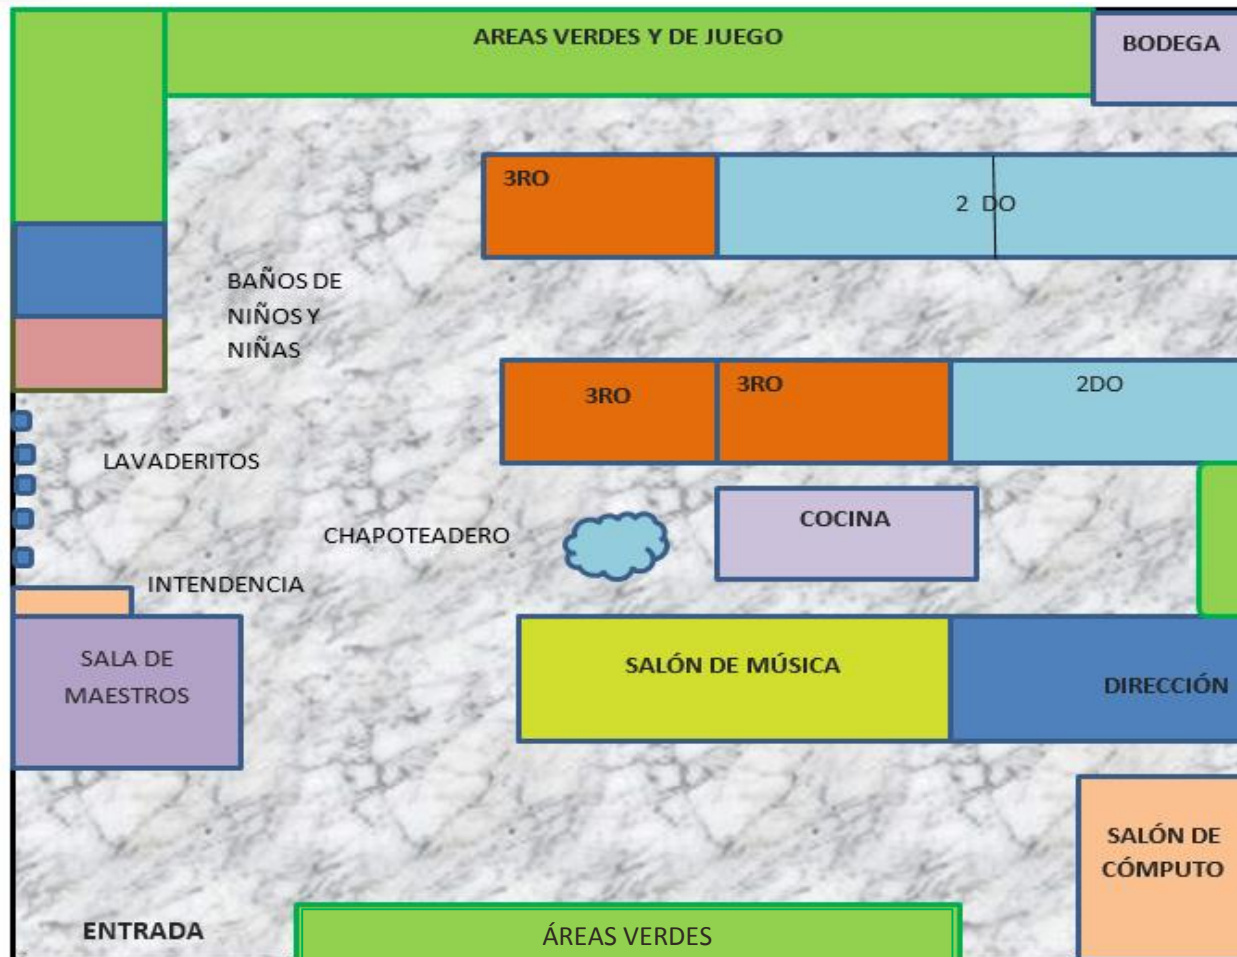 AREAS VERDES Y DE JUEGO
BODEGA
3RO
2 DO
BAÑOS DE
NIÑOS Y
NIÑAS
3RO
3RO
2DO
LAVADERITOS
COCINA
CHAPOTEADERO
INTENDENCIA
SALA DE
MAESTROS
SALÓN DE MÚSICA
DIRECCIÓN
SALÓN DE
CÓMPUTO
ENTRADA
ÁREAS VERDES